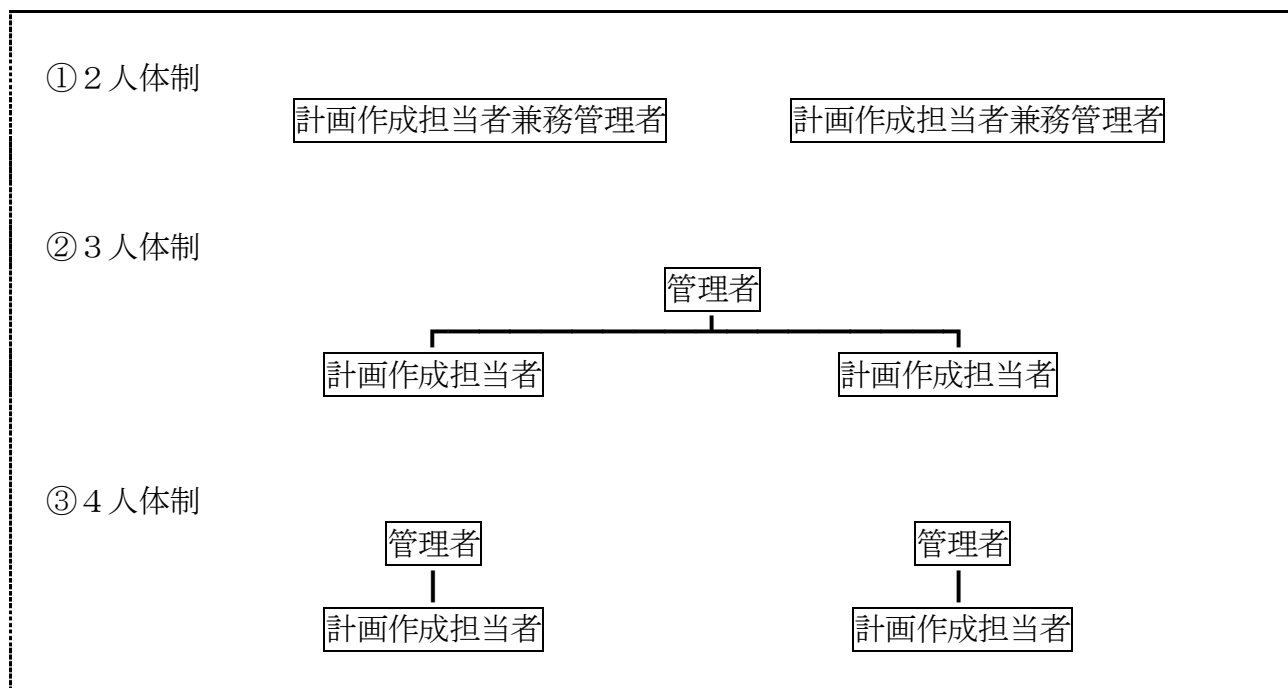 ①２人体制
計画作成担当者兼務管理者 計画作成担当者兼務管理者
②３人体制
管理者
計画作成担当者 計画作成担当者
③４人体制
管理者 管理者
計画作成担当者 計画作成担当者